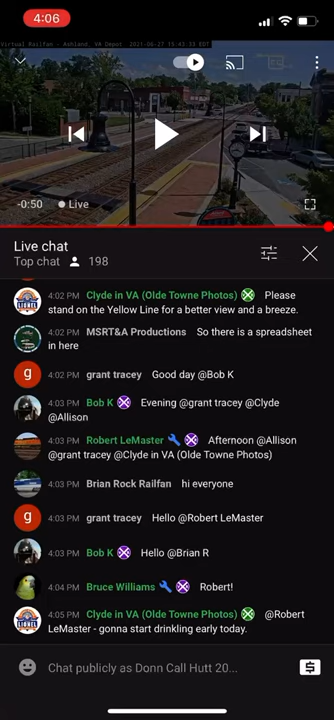 4:06
Virtual Railfan - Ashland, VA Depot 2021-06-27 15:43:33 EDT
-0:50 Live
Live chat
Top chat 198
4:02 PM Clyde in VA (Olde Towne Photos) Please
stand on the Yellow Line for a better view and a breeze.
4:02 PM MSRT&A Productions So there is a spreadsheet
in here
g 4:02 PM grant tracey Good day @Bob K
4:03 PM Bob K Evening @grant tracey @Clyde
@Allison
4:03 PM Robert LeMaster Afternoon @Allison
@grant tracey @Clyde in VA (Olde Towne Photos)
4:03 PM Brian Rock Railfan hi everyone
g 4:03 PM grant tracey Hello @Robert LeMaster
4:03 PM Bob K Hello @Brian R
4:04 PM Bruce Williams Robert!
4:05 PM Clyde in VA (Olde Towne Photos) @Robert
LeMaster - gonna start drinkling early today.
Chat publicly as Donn Call Hutt 20...